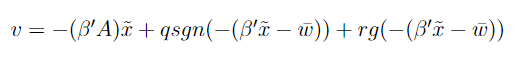 v = −(β′A)x̃ + qsgn(−(β′x̃ − w̄)) + rg(−(β′x̃ − w̄))